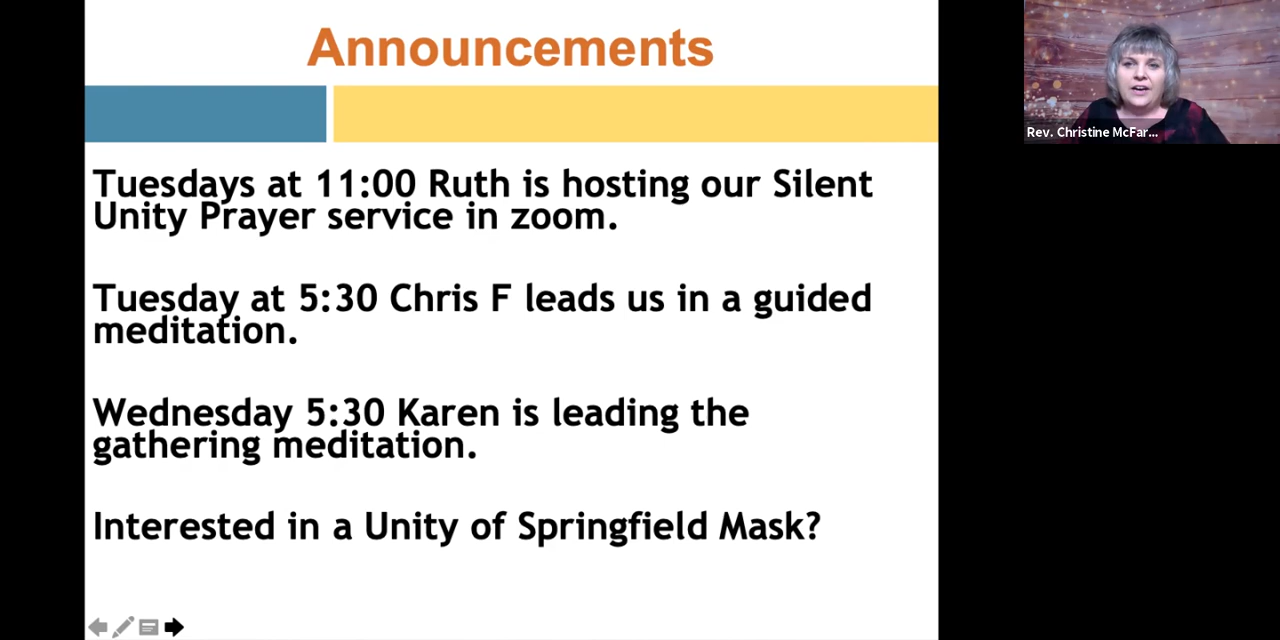 Announcements
Rev. Christine McFar...
Tuesdays at 11:00 Ruth is hosting our Silent
Unity Prayer service in zoom.
Tuesday at 5:30 Chris F leads us in a guided
meditation.
Wednesday 5:30 Karen is leading the
gathering meditation.
Interested in a Unity of Springfield Mask?